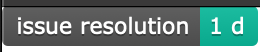 issue resolution 1 d